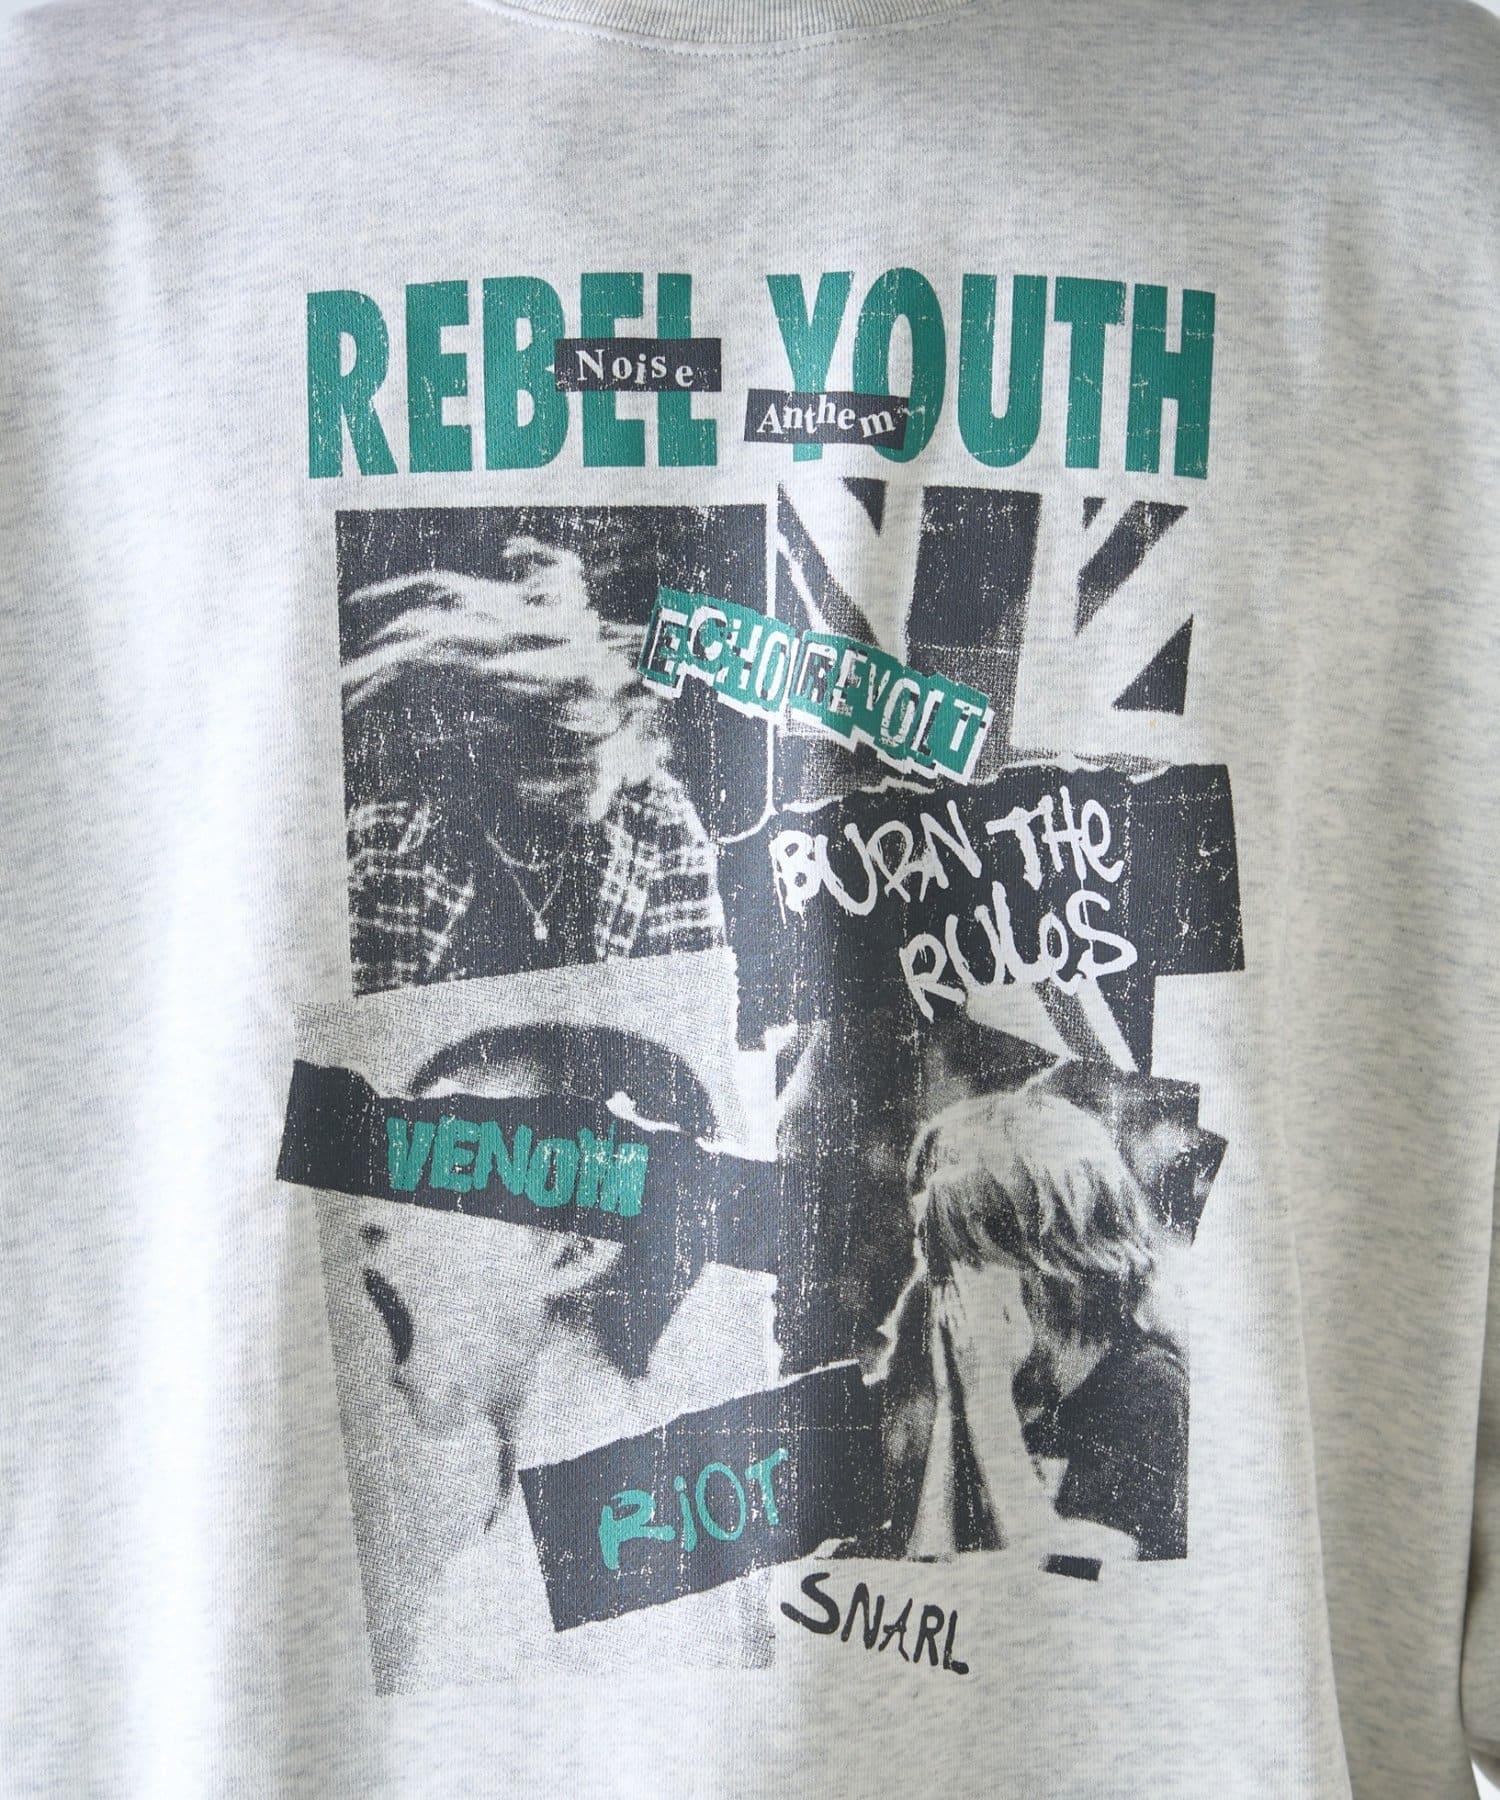 REBEL YOUTH
Noise
Anthem
ECHO REVOLT
BURN THe
RULeS
VENOM
RiOT
SNARL